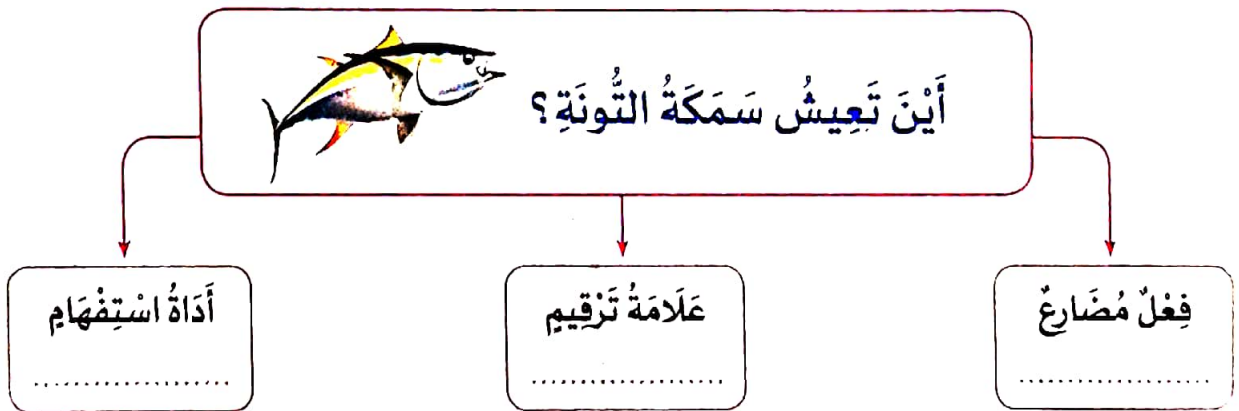 أَيْنَ تَعِيشُ سَمَكَةُ التُّونَةِ؟
فِعْلٌ مُضَارِعٌ
....................
عَلَامَةُ تَرْقِيمٍ
....................
أَدَاةُ اسْتِفْهَامٍ
....................